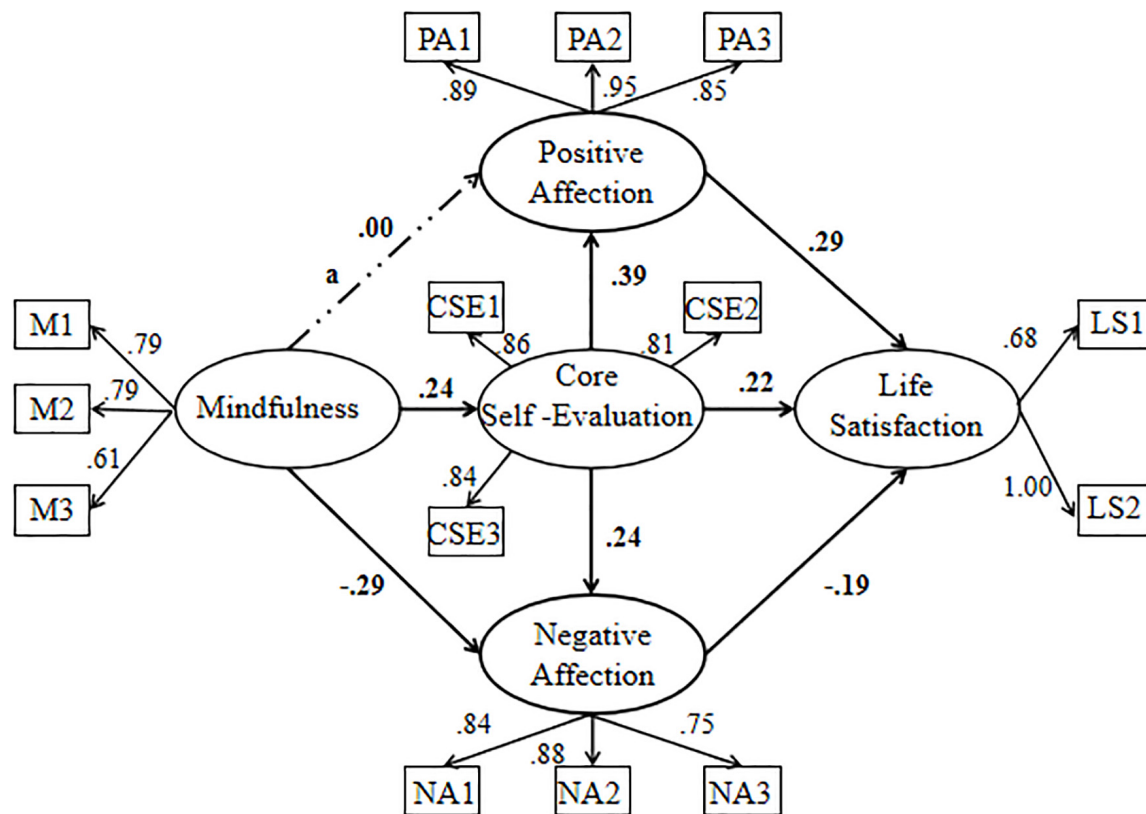 PA1 PA2 PA3
.89 .95 .85
Positive
Affection
.00
a
.29
.39
CSE1 CSE2
.86 .81
M1
M2
M3
.79
.79
.61
Mindfulness
.24
Core
Self -Evaluation
.22
Life
Satisfaction
.68
1.00
LS1
LS2
.84
CSE3
.24
-.29
-.19
Negative
Affection
.84 .88 .75
NA1 NA2 NA3